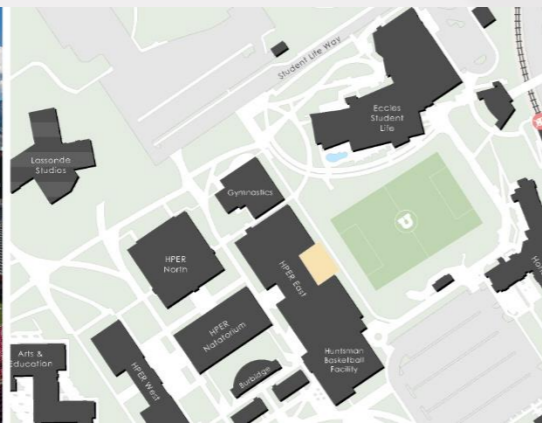 Student Life Way
Eccles
Student
Life
Lassonde
Studios
Gymnastics
HPER
North
HPER East
HPER
Natatorium
Huntsman
Basketball
Facility
Arts &
Education
HPER West
Burbidge
U